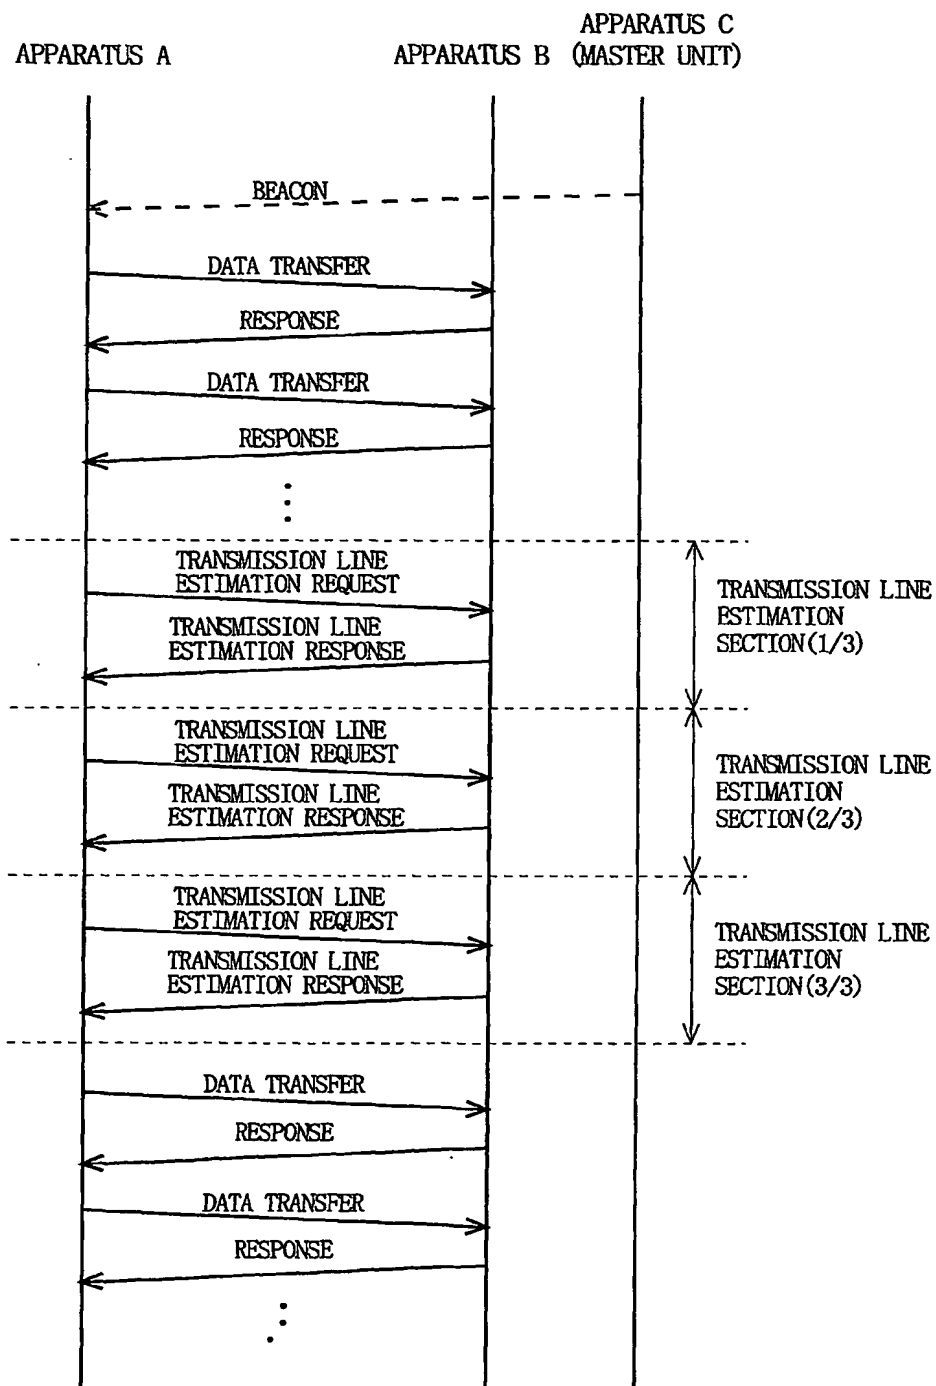 APPARATUS A
APPARATUS B
APPARATUS C
(MASTER UNIT)
BEACON
DATA TRANSFER
RESPONSE
DATA TRANSFER
RESPONSE
TRANSMISSION LINE
ESTIMATION REQUEST
TRANSMISSION LINE
ESTIMATION RESPONSE
TRANSMISSION LINE
ESTIMATION
SECTION(1/3)
TRANSMISSION LINE
ESTIMATION REQUEST
TRANSMISSION LINE
ESTIMATION RESPONSE
TRANSMISSION LINE
ESTIMATION
SECTION(2/3)
TRANSMISSION LINE
ESTIMATION REQUEST
TRANSMISSION LINE
ESTIMATION RESPONSE
TRANSMISSION LINE
ESTIMATION
SECTION(3/3)
DATA TRANSFER
RESPONSE
DATA TRANSFER
RESPONSE